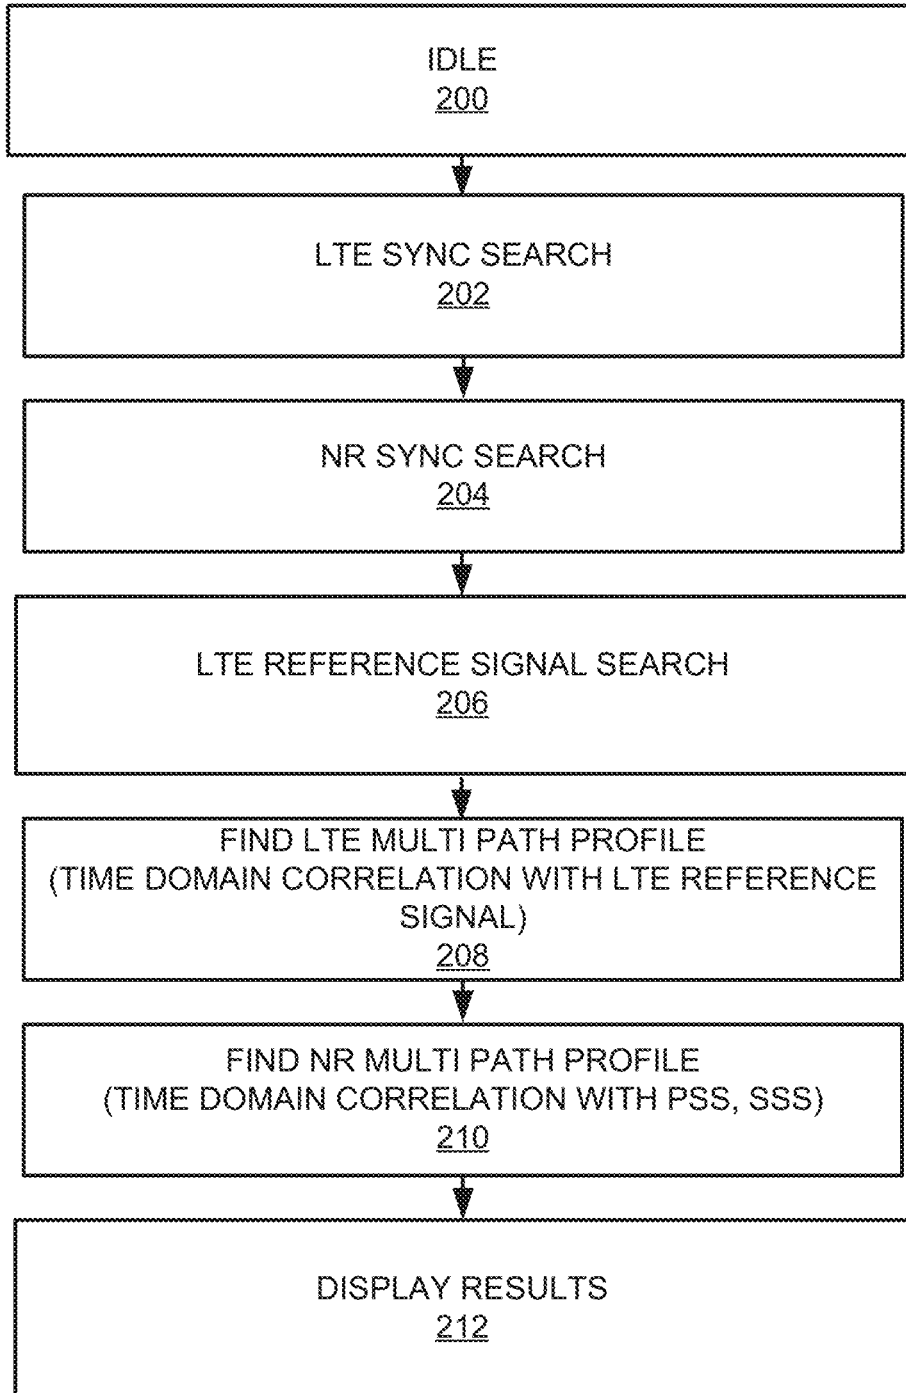 IDLE
200
LTE SYNC SEARCH
202
NR SYNC SEARCH
204
LTE REFERENCE SIGNAL SEARCH
206
FIND LTE MULTI PATH PROFILE
(TIME DOMAIN CORRELATION WITH LTE REFERENCE
SIGNAL)
208
FIND NR MULTI PATH PROFILE
(TIME DOMAIN CORRELATION WITH PSS, SSS)
210
DISPLAY RESULTS
212